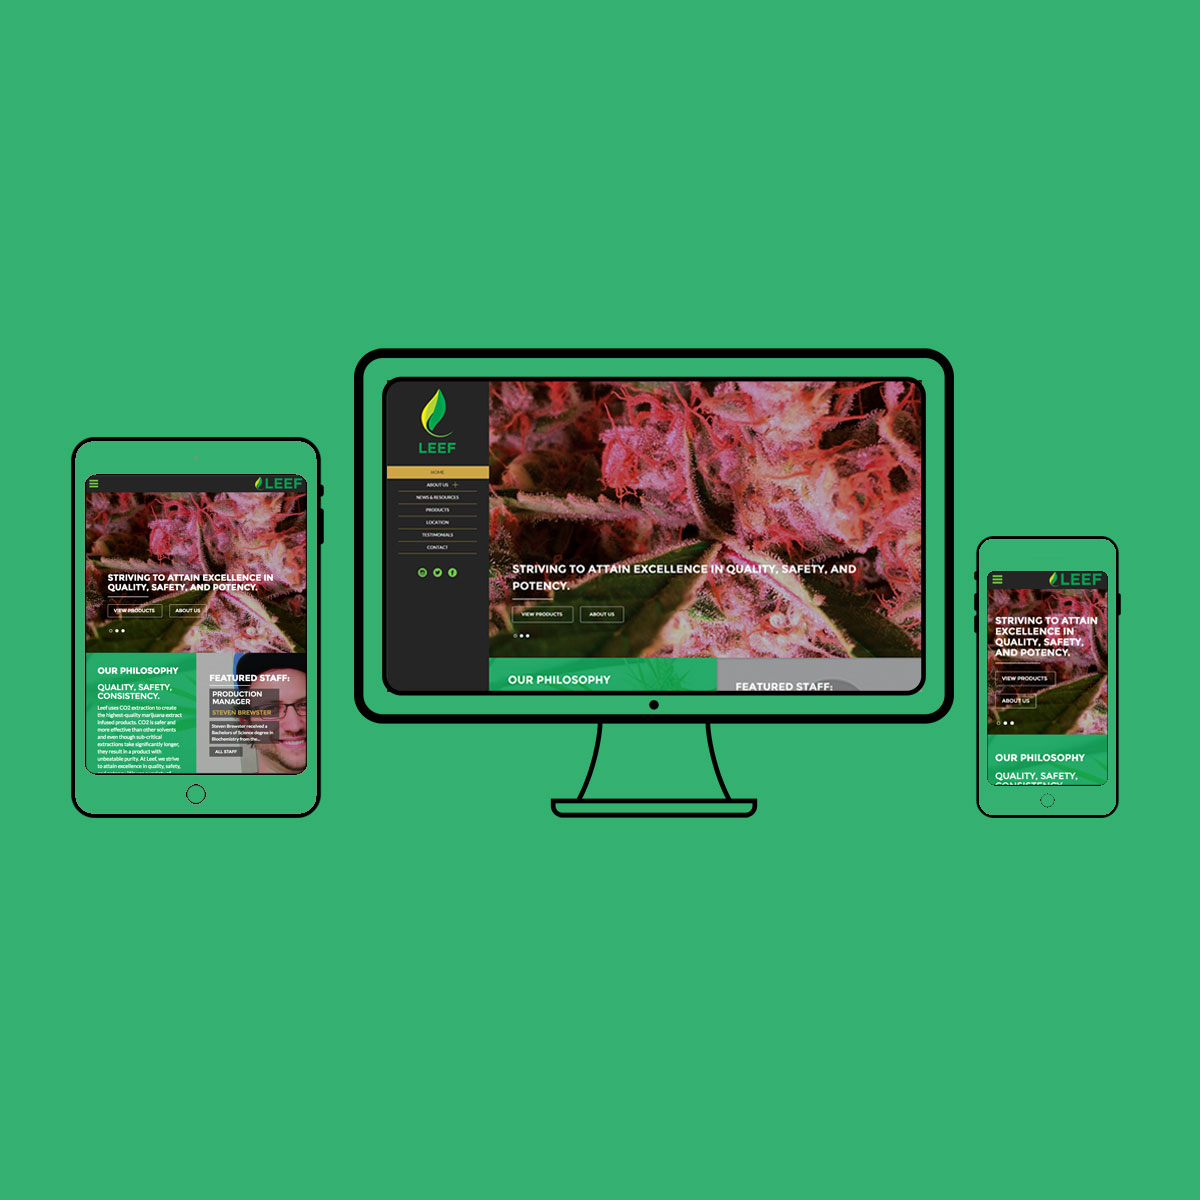 LEEF
STRIVING TO ATTAIN EXCELLENCE IN
QUALITY, SAFETY, AND POTENCY.
VIEW PRODUCTS
ABOUT US
OUR PHILOSOPHY
QUALITY, SAFETY,
CONSISTENCY.
Leef uses CO2 extraction to create
the highest-quality marijuana extract
infused products. CO2 is safer and
more effective than other solvents
and even though sub-critical
extractions take significantly longer,
they result in a product with
unbeatable purity. At Leef, we strive
to attain excellence in quality, safety,
FEATURED STAFF:
PRODUCTION
MANAGER
STEVEN BREWSTER
Steven Brewster received a
Bachelors of Science degree in
Biochemistry from the...
ALL STAFF
LEEF
HOME
ABOUT US +
NEWS & RESOURCES
PRODUCTS
LOCATION
TESTIMONIALS
CONTACT
STRIVING TO ATTAIN EXCELLENCE IN QUALITY, SAFETY, AND
POTENCY.
VIEW PRODUCTS
ABOUT US
OUR PHILOSOPHY
FEATURED STAFF:
LEEF
STRIVING TO ATTAIN
EXCELLENCE IN
QUALITY, SAFETY,
AND POTENCY.
VIEW PRODUCTS
ABOUT US
OUR PHILOSOPHY
QUALITY, SAFETY,
CONSISTENCY